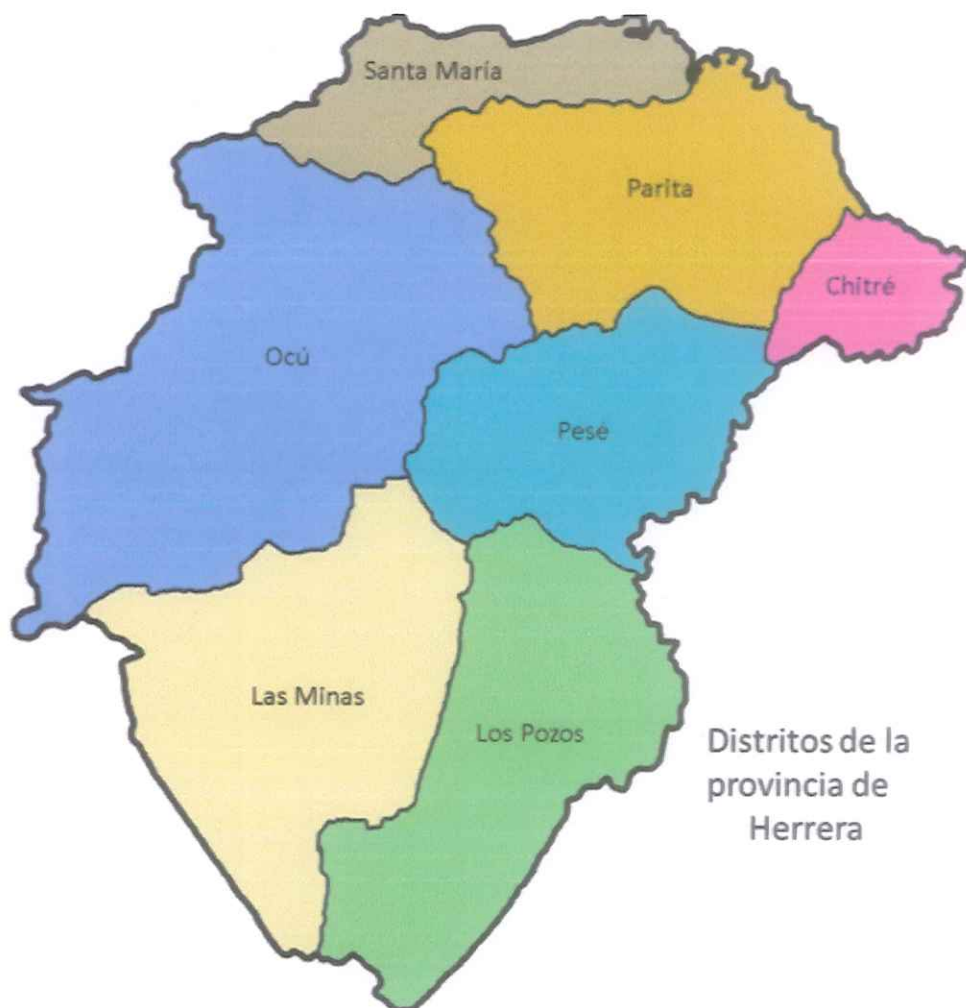 Santa María
Parita
Chitré
Ocú
Pesé
Las Minas
Los Pozos
Distritos de la
provincia de
Herrera